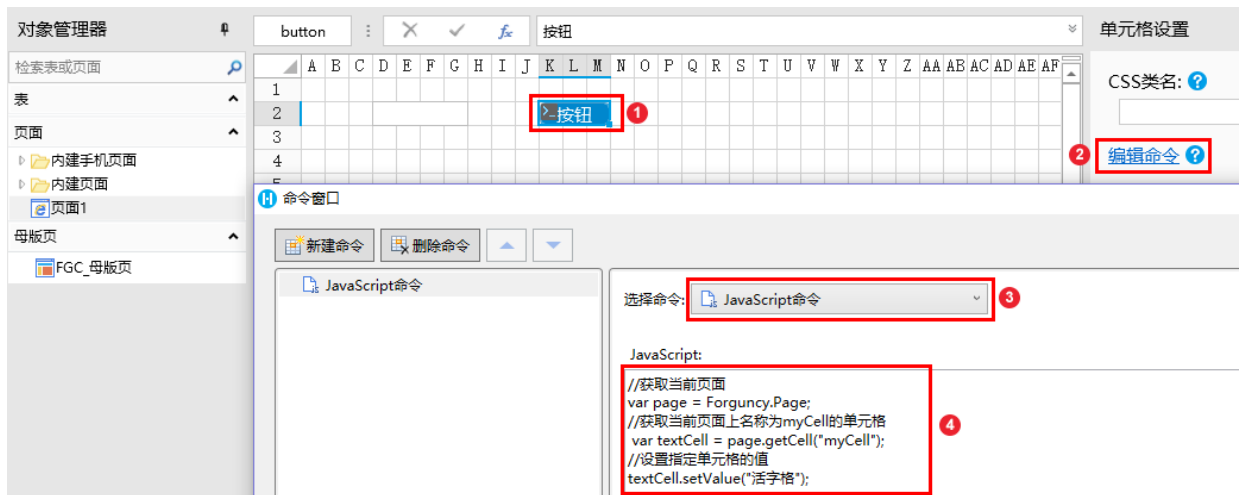 对象管理器
button
按钮
单元格设置
检索表或页面
A B C D E F G H I J K L M N O P Q R S T U V W X Y Z AA AB AC AD AE AF
CSS类名:
表
1
2
按钮
1
页面
3
内建手机页面
4
2
编辑命令
内建页面
命令窗口
页面1
母版页
新建命令
删除命令
FGC_母版页
JavaScript命令
选择命令:
JavaScript命令
3
JavaScript:
//获取当前页面
var page = Forguncy.Page;
//获取当前页面上名称为myCell的单元格
var textCell = page.getCell("myCell");
//设置指定单元格的值
textCell.setValue("活字格");
4